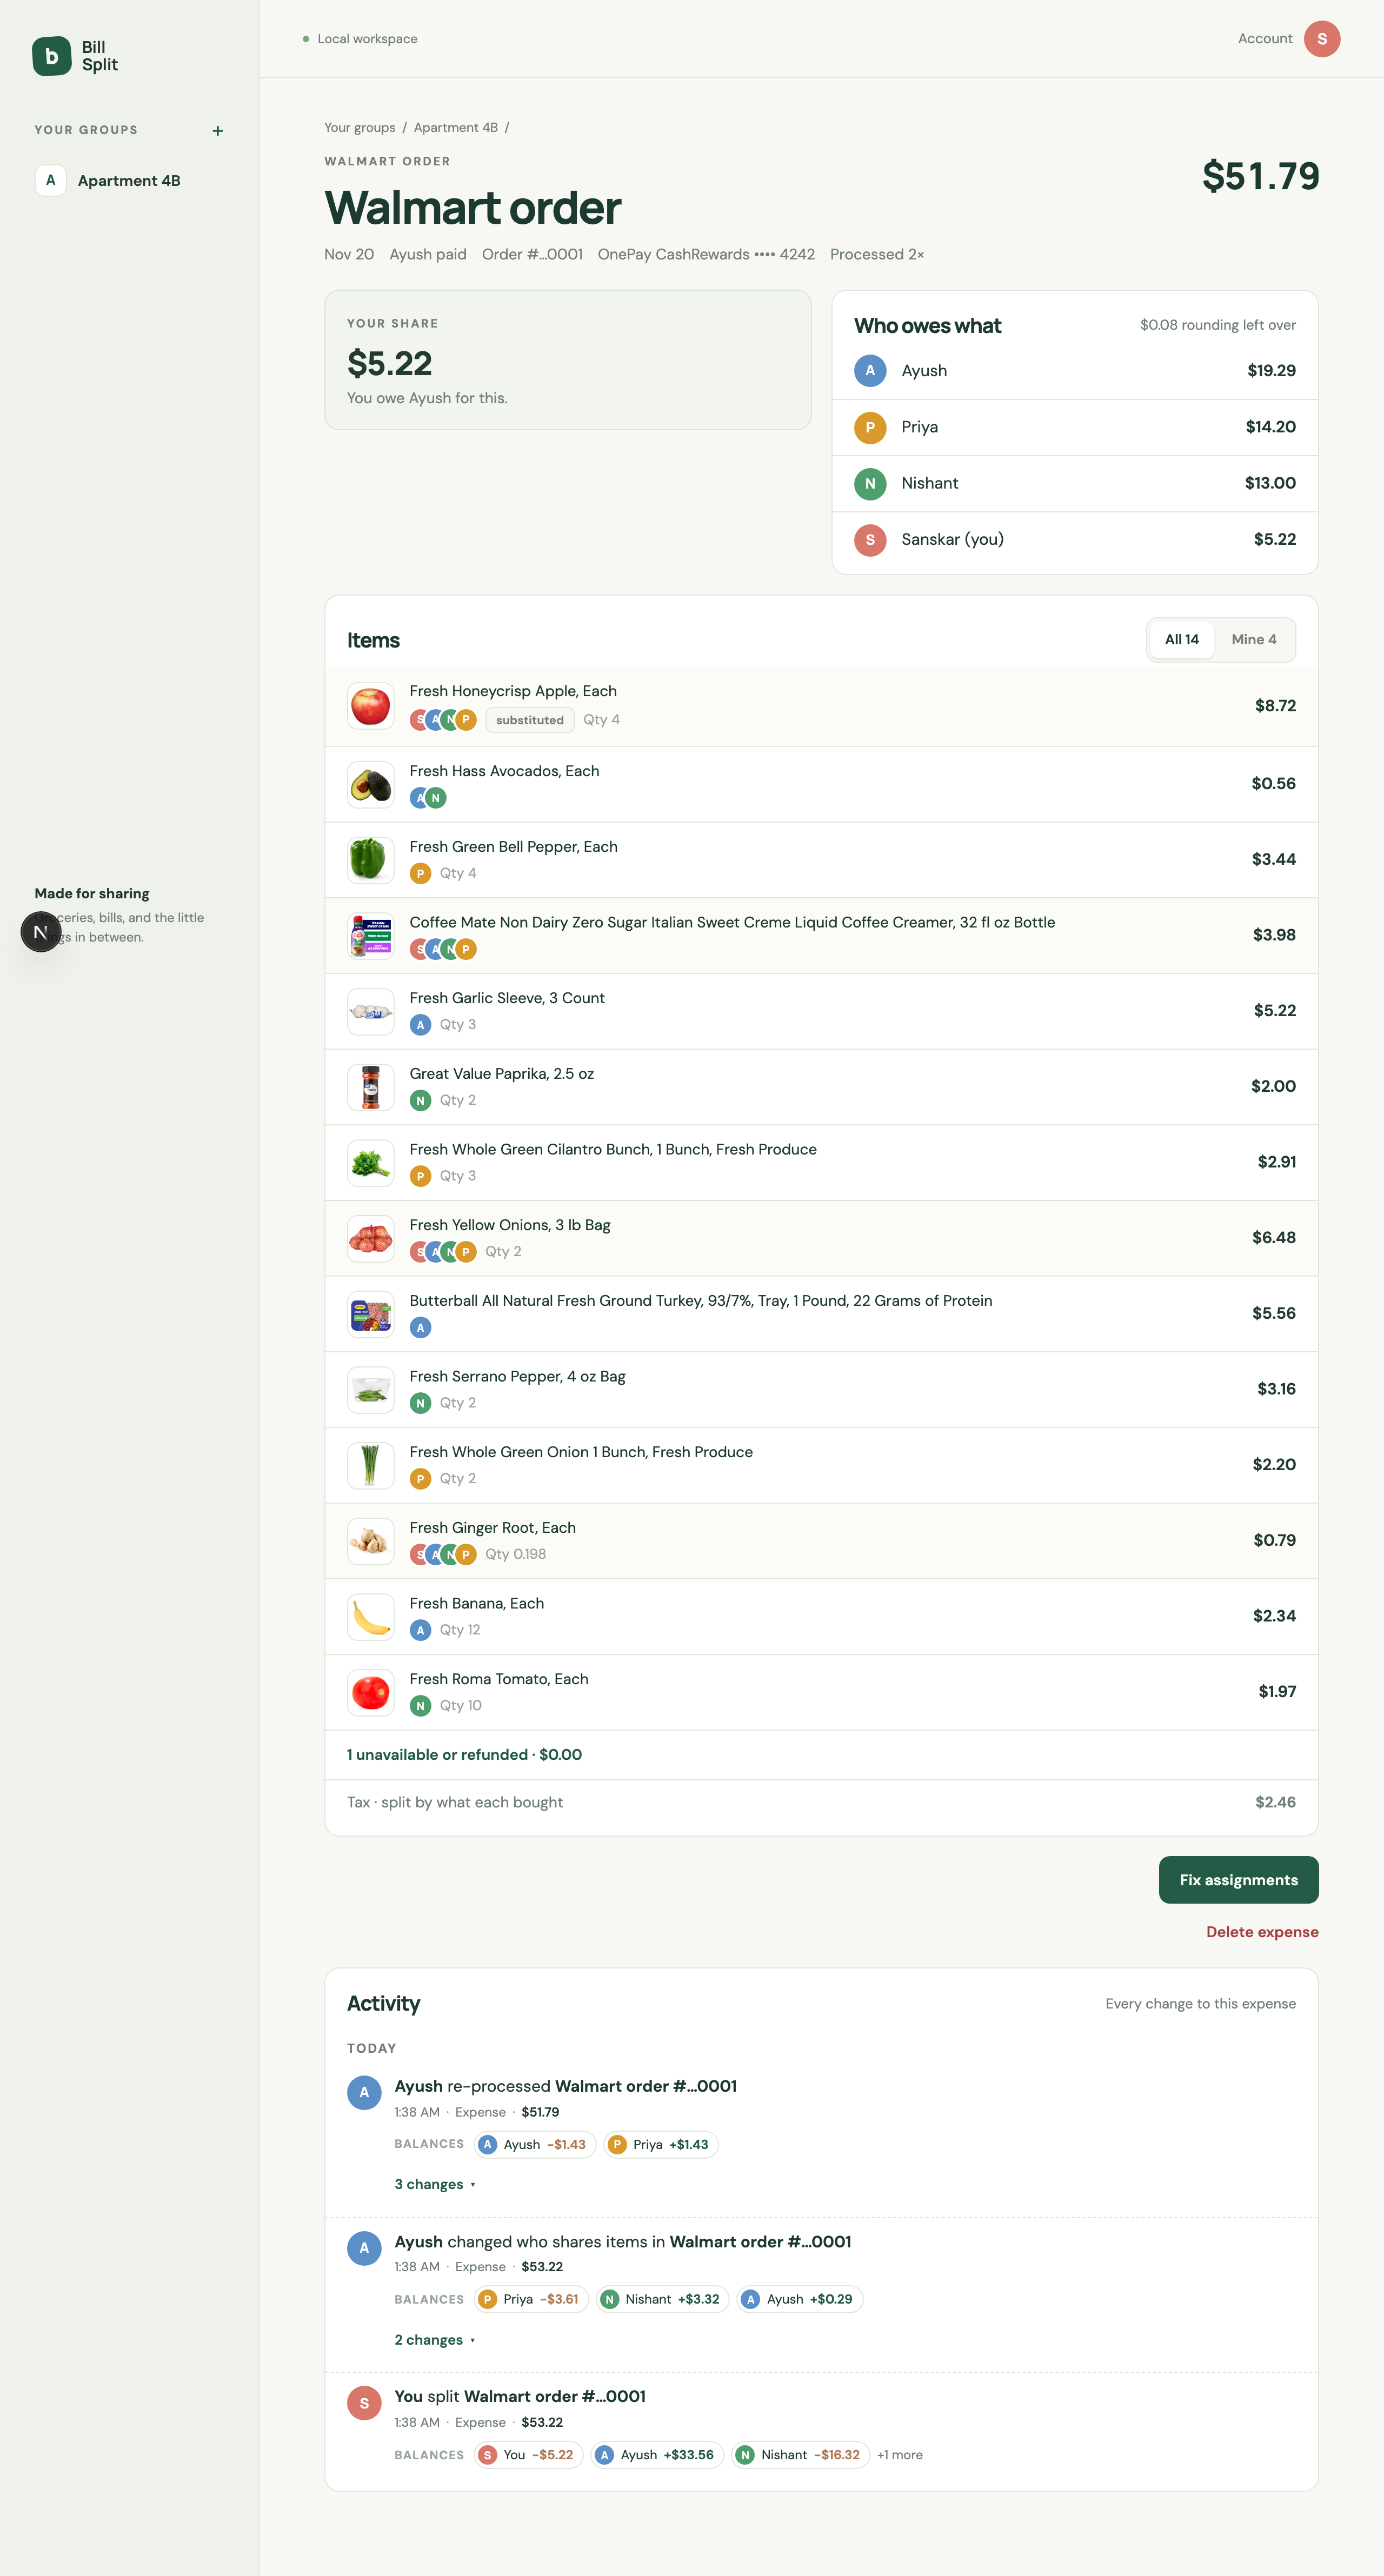 b
Bill
Split
YOUR GROUPS +
A Apartment 4B
Made for sharing
ceries, bills, and the little
gs in between.
N
Local workspace
Account S
Your groups / Apartment 4B /
WALMART ORDER
Walmart order
$51.79
Nov 20 Ayush paid Order #…0001 OnePay CashRewards •••• 4242 Processed 2×
YOUR SHARE
$5.22
You owe Ayush for this.
Who owes what $0.08 rounding left over
A Ayush $19.29
P Priya $14.20
N Nishant $13.00
S Sanskar (you) $5.22
Items All 14 Mine 4
Fresh Honeycrisp Apple, Each
S A N P substituted Qty 4
$8.72
Fresh Hass Avocados, Each
A N
$0.56
Fresh Green Bell Pepper, Each
P Qty 4
$3.44
Coffee Mate Non Dairy Zero Sugar Italian Sweet Creme Liquid Coffee Creamer, 32 fl oz Bottle
S A N P
$3.98
Fresh Garlic Sleeve, 3 Count
A Qty 3
$5.22
Great Value Paprika, 2.5 oz
N Qty 2
$2.00
Fresh Whole Green Cilantro Bunch, 1 Bunch, Fresh Produce
P Qty 3
$2.91
Fresh Yellow Onions, 3 lb Bag
S A N P Qty 2
$6.48
Butterball All Natural Fresh Ground Turkey, 93/7%, Tray, 1 Pound, 22 Grams of Protein
A
$5.56
Fresh Serrano Pepper, 4 oz Bag
N Qty 2
$3.16
Fresh Whole Green Onion 1 Bunch, Fresh Produce
P Qty 2
$2.20
Fresh Ginger Root, Each
S A N P Qty 0.198
$0.79
Fresh Banana, Each
A Qty 12
$2.34
Fresh Roma Tomato, Each
N Qty 10
$1.97
1 unavailable or refunded · $0.00
Tax · split by what each bought $2.46
Fix assignments
Delete expense
Activity Every change to this expense
TODAY
A Ayush re-processed Walmart order #…0001
1:38 AM · Expense · $51.79
BALANCES A Ayush -$1.43 P Priya +$1.43
3 changes
A Ayush changed who shares items in Walmart order #…0001
1:38 AM · Expense · $53.22
BALANCES P Priya -$3.61 N Nishant +$3.32 A Ayush +$0.29
2 changes
S You split Walmart order #…0001
1:38 AM · Expense · $53.22
BALANCES S You -$5.22 A Ayush +$33.56 N Nishant -$16.32 +1 more